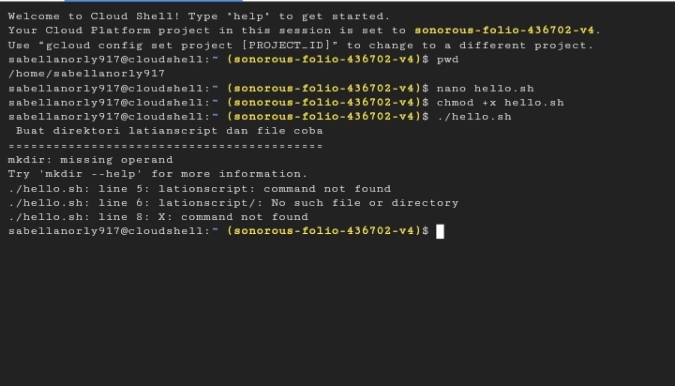 Welcome to Cloud Shell! Type "help" to get started.
Your Cloud Platform project in this session is set to sonorous-folio-436702-v4.
Use "gcloud config set project [PROJECT_ID]" to change to a different project.
sabellanorly917@cloudshell:~ (sonorous-folio-436702-v4)$ pwd
/home/sabellanorly917
sabellanorly917@cloudshell:~ (sonorous-folio-436702-v4)$ nano hello.sh
sabellanorly917@cloudshell:~ (sonorous-folio-436702-v4)$ chmod +x hello.sh
sabellanorly917@cloudshell:~ (sonorous-folio-436702-v4)$ ./hello.sh
Buat direktori latianscript dan file coba
==========================================
mkdir: missing operand
Try 'mkdir --help' for more information.
./hello.sh: line 5: lationscript: command not found
./hello.sh: line 6: lationscript/: No such file or directory
./hello.sh: line 8: X: command not found
sabellanorly917@cloudshell:~ (sonorous-folio-436702-v4)$